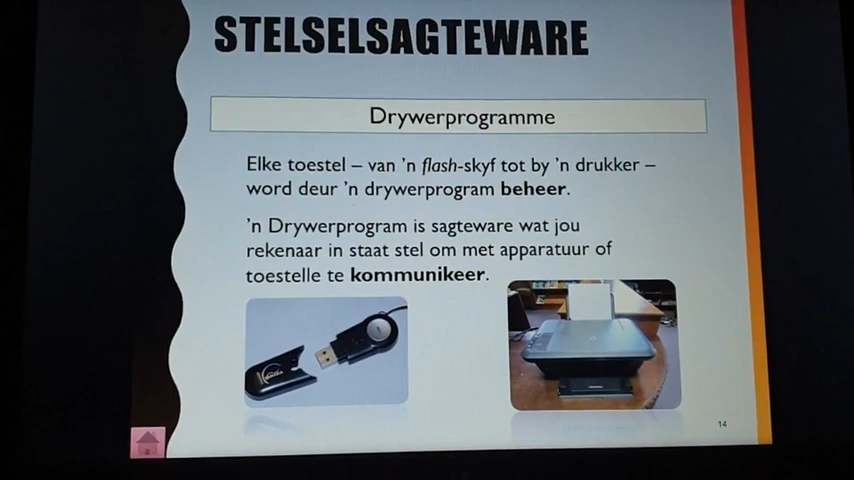 STELSELSAGTEWARE
Drywerprogramme
Elke toestel – van 'n flash-skyf tot by 'n drukker –
word deur 'n drywerprogram beheer.
'n Drywerprogram is sagteware wat jou
rekenaar in staat stel om met apparatuur of
toestelle te kommunikeer.
14